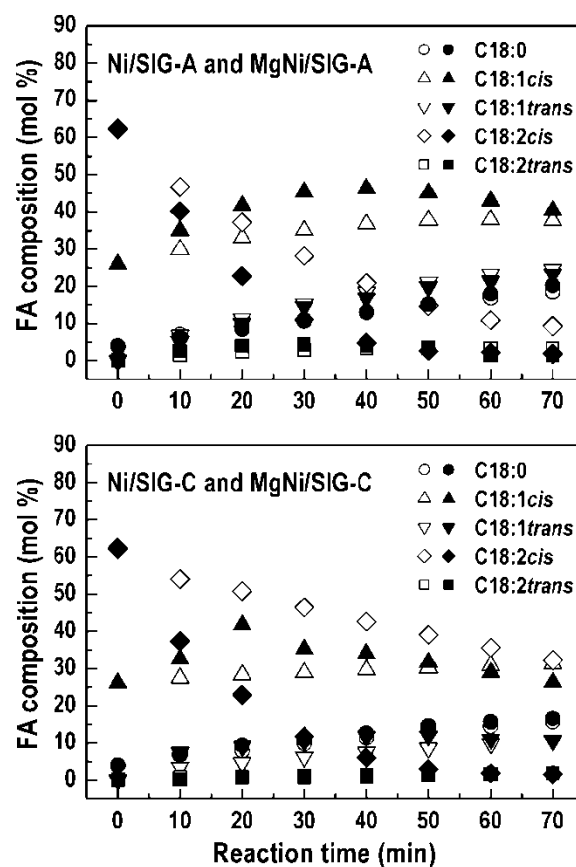 FA composition (mol %)
90
80
70
60
50
40
30
20
10
0
Ni/SIG-A and MgNi/SIG-A
C18:0
C18:1cis
C18:1trans
C18:2cis
C18:2trans
0 10 20 30 40 50 60 70
FA composition (mol %)
90
80
70
60
50
40
30
20
10
0
Ni/SIG-C and MgNi/SIG-C
C18:0
C18:1cis
C18:1trans
C18:2cis
C18:2trans
0 10 20 30 40 50 60 70
Reaction time (min)